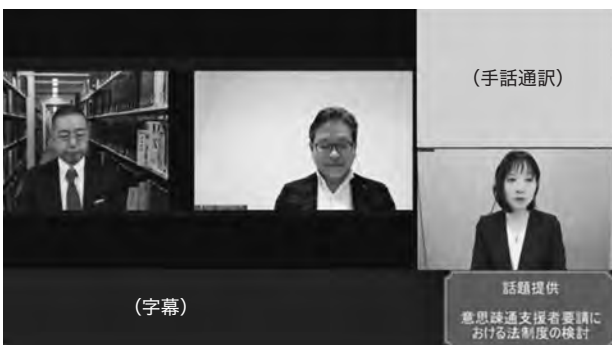 (手話通訳)
(字幕)
話題提供
意思疎通支援者要請に
おける法制度の検討